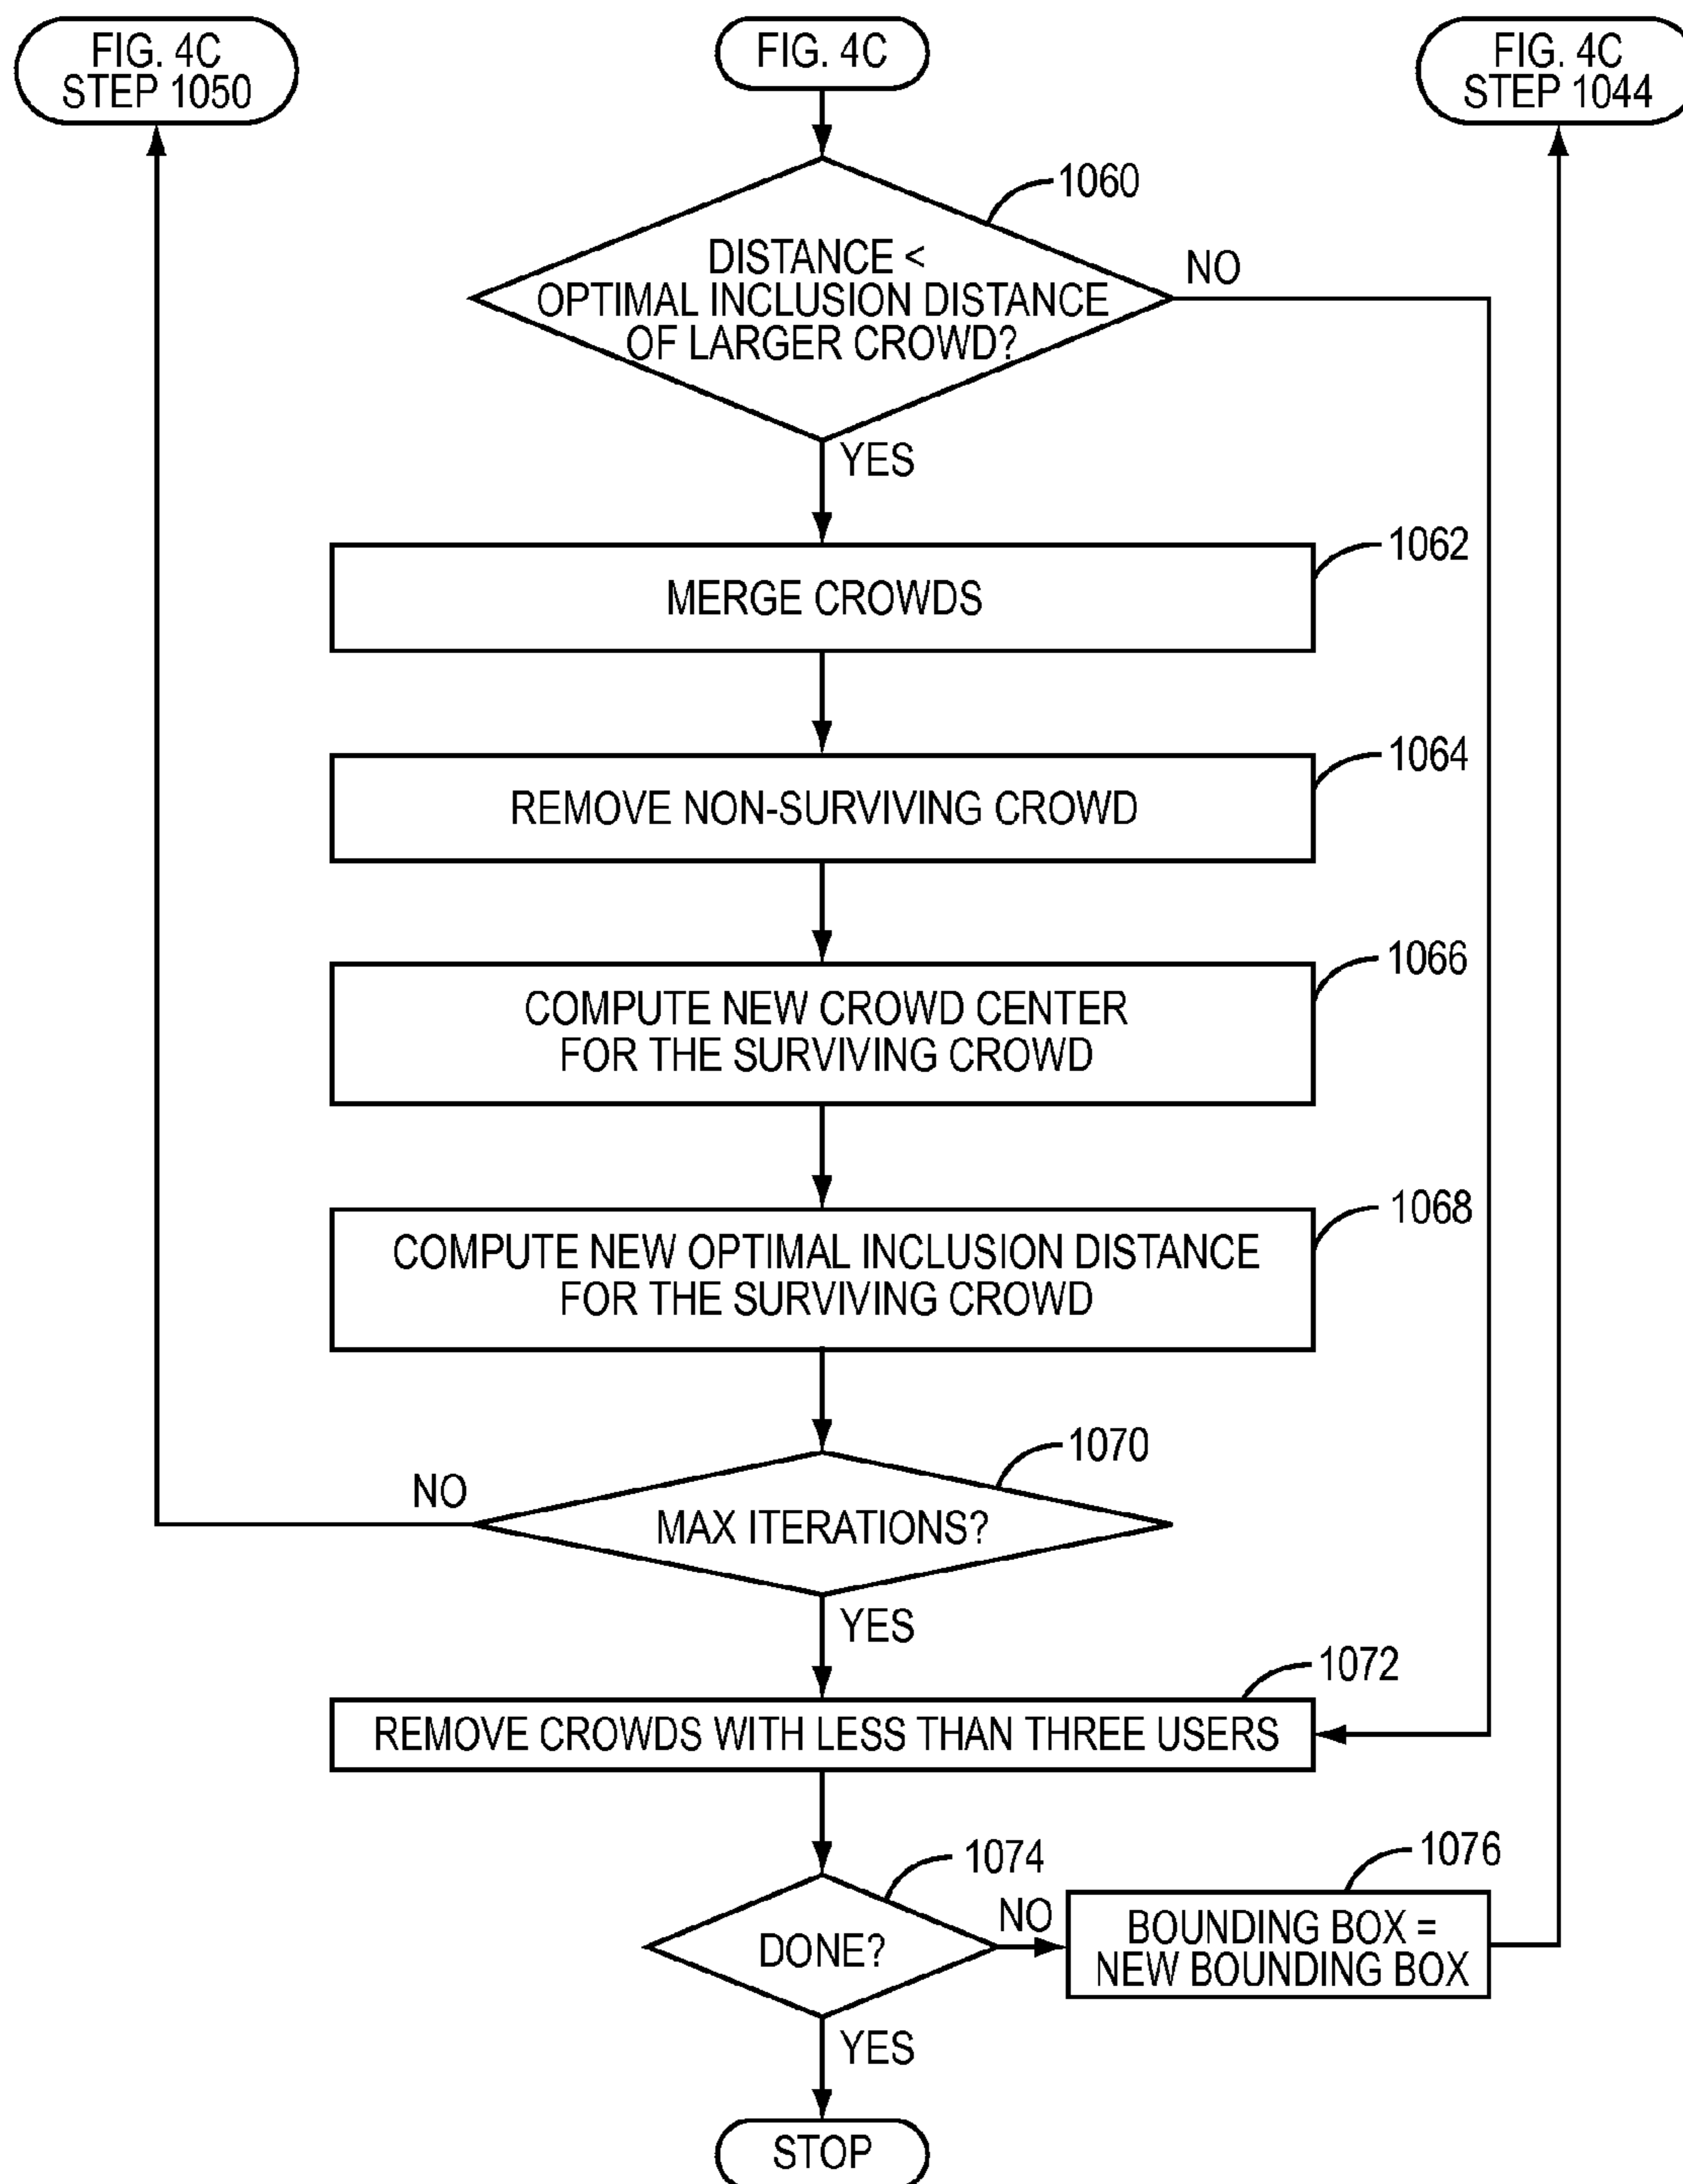 FIG. 4C
STEP 1050
FIG. 4C
FIG. 4C
STEP 1044
1060
DISTANCE <
OPTIMAL INCLUSION DISTANCE
OF LARGER CROWD?
NO
YES
1062
MERGE CROWDS
1064
REMOVE NON-SURVIVING CROWD
1066
COMPUTE NEW CROWD CENTER
FOR THE SURVIVING CROWD
1068
COMPUTE NEW OPTIMAL INCLUSION DISTANCE
FOR THE SURVIVING CROWD
1070
NO
MAX ITERATIONS?
YES
1072
REMOVE CROWDS WITH LESS THAN THREE USERS
1074
1076
DONE?
NO
BOUNDING BOX =
NEW BOUNDING BOX
YES
STOP